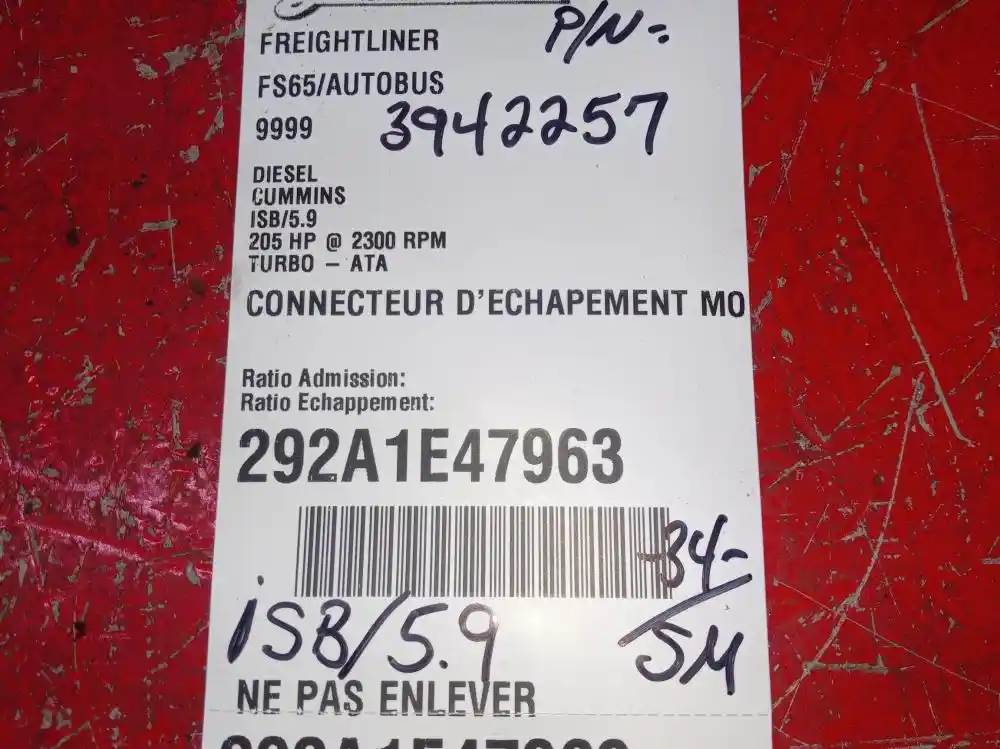 FREIGHTLINER
P/N-:
FS65/AUTOBUS
9999
3942257
DIESEL
CUMMINS
ISB/5.9
205 HP @ 2300 RPM
TURBO - ATA
CONNECTEUR D'ECHAPEMENT MO
Ratio Admission:
Ratio Echappement:
292A1E47963
-34-
SM
ISB/5.9
NE PAS ENLEVER